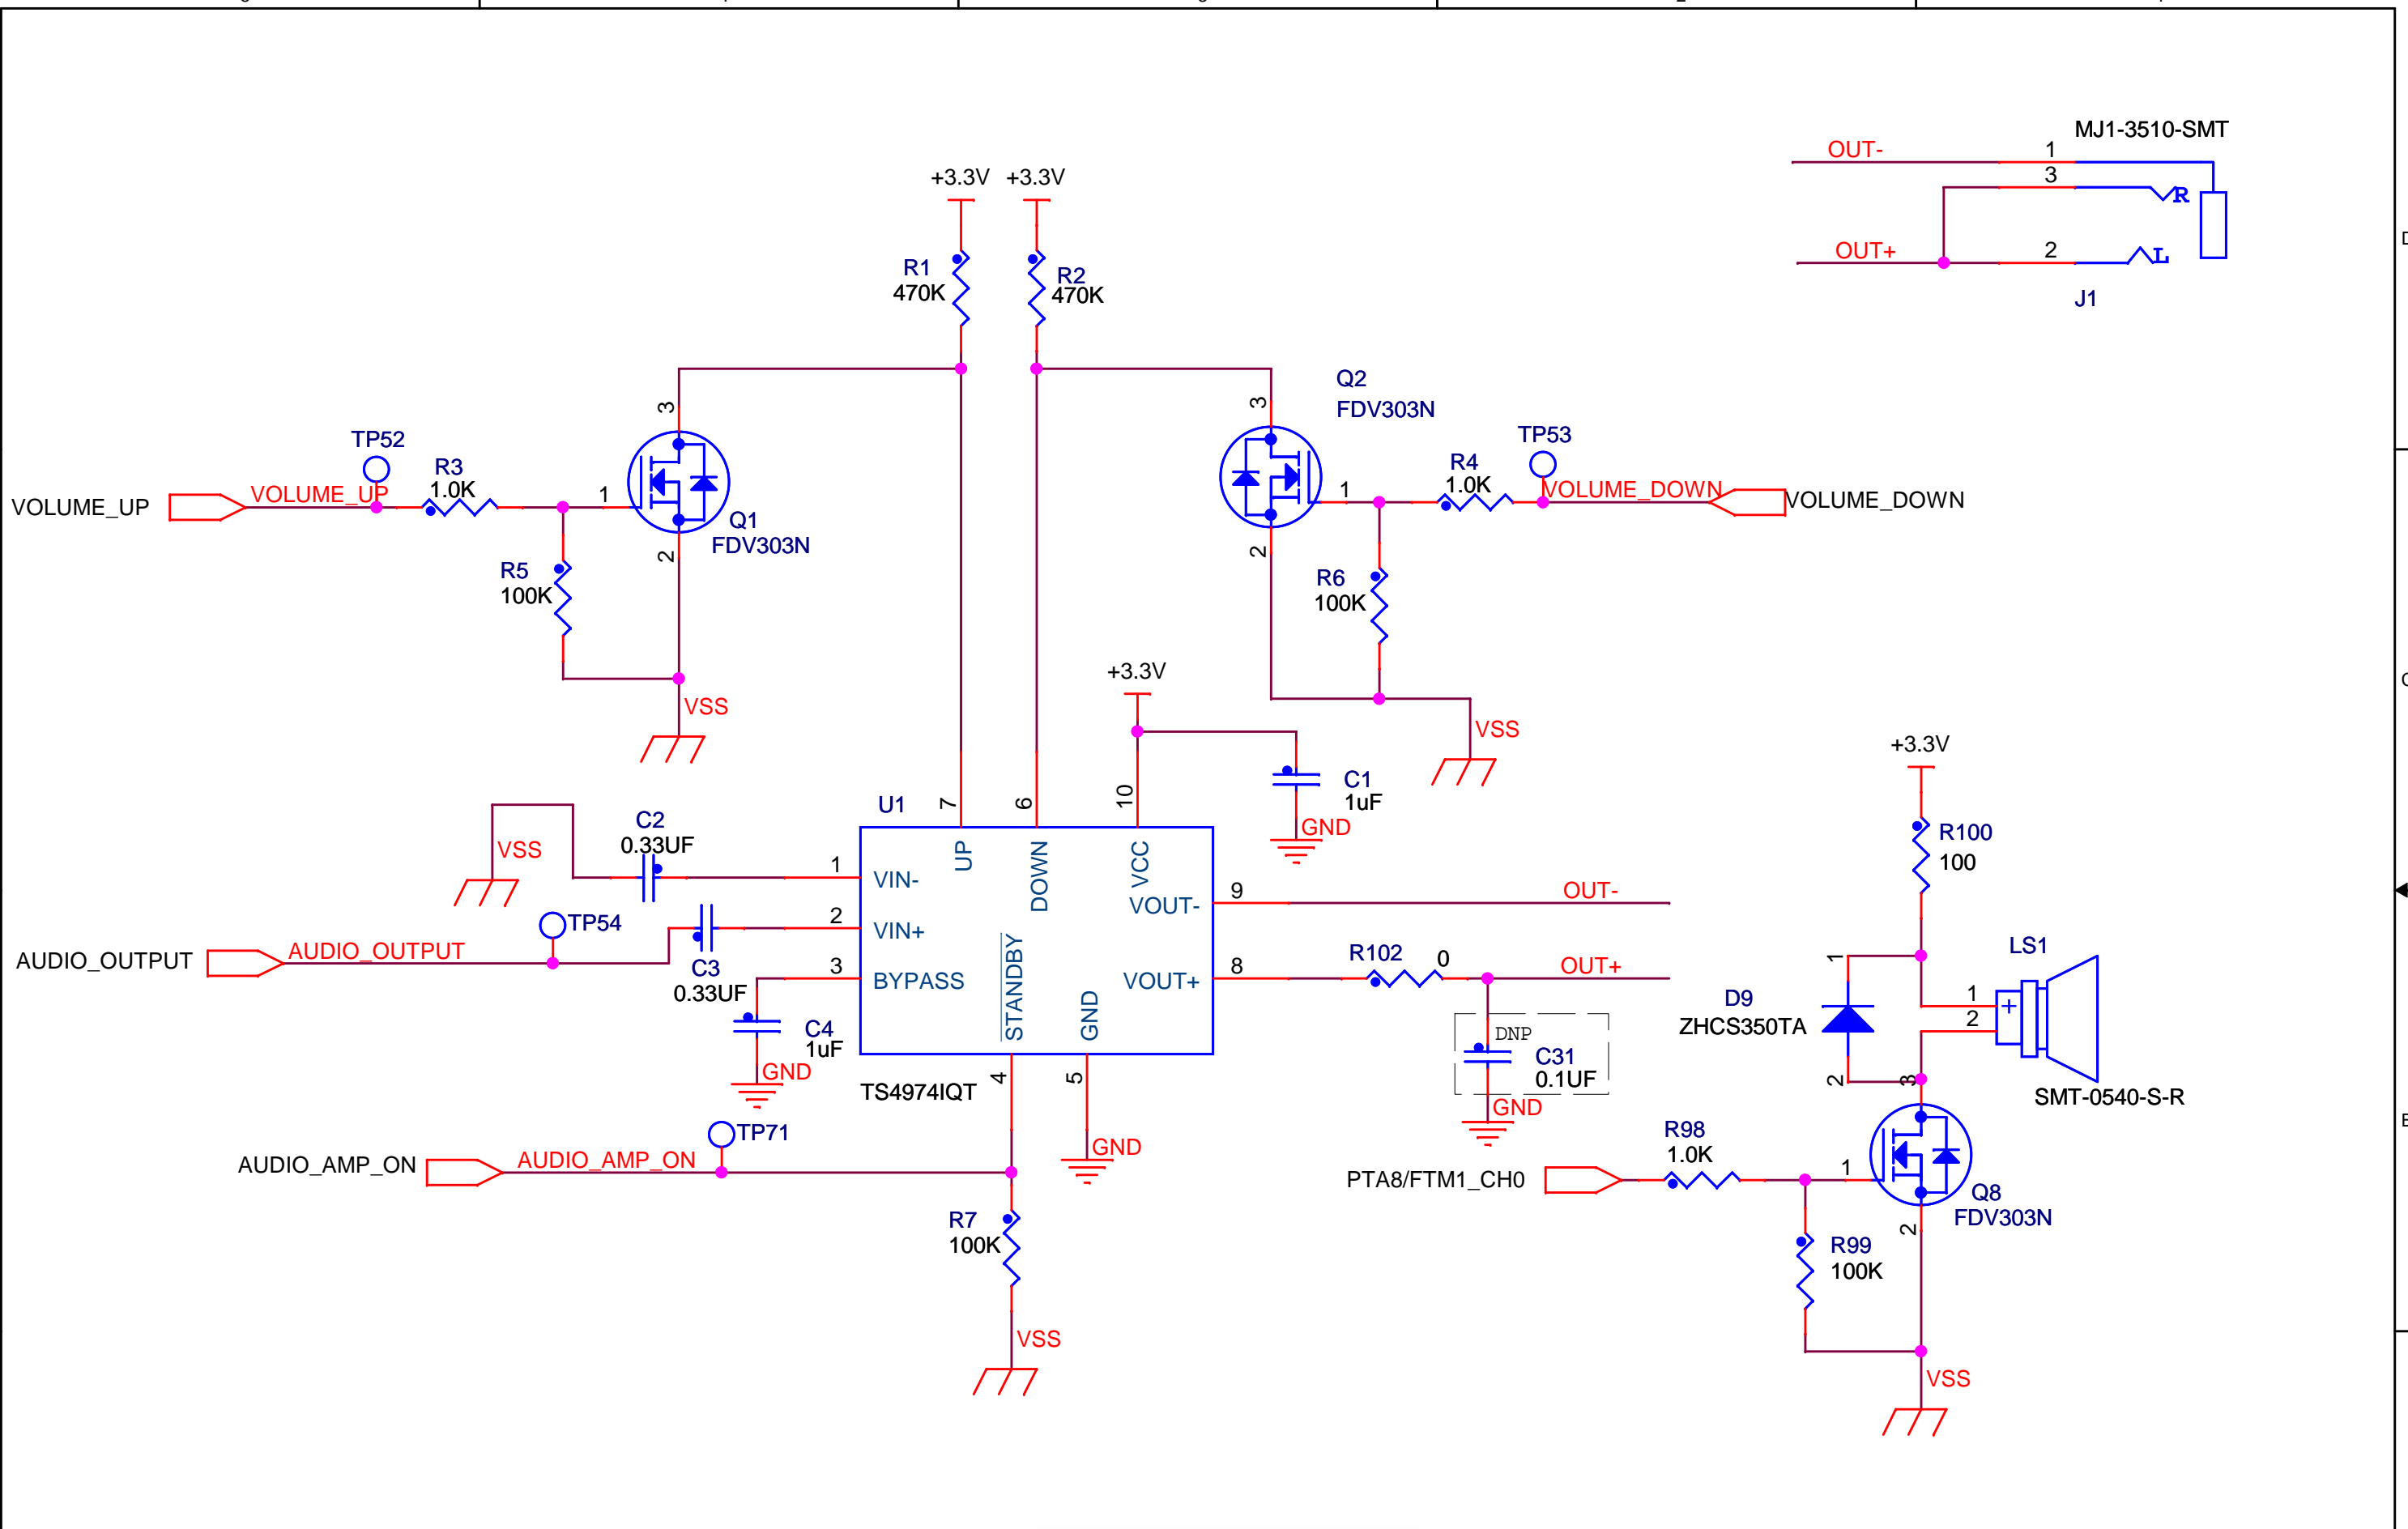 MJ1-3510-SMT
OUT-
1
3
R
OUT+
2
L
J1
+3.3V +3.3V
R1
470K
R2
470K
Q2
FDV303N
3
3
TP52
TP53
R3
1.0K
R4
1.0K
VOLUME_UP
VOLUME_UP
1
1
VOLUME_DOWN
VOLUME_DOWN
Q1
FDV303N
2
2
R5
100K
R6
100K
VSS
VSS
+3.3V
+3.3V
C1
1uF
GND
U1
7
6
10
C2
0.33UF
VSS
1
VIN-
UP
DOWN
VCC
R100
100
9
VOUT-
OUT-
TP54
2
VIN+
AUDIO_OUTPUT
AUDIO_OUTPUT
C3
0.33UF
3
BYPASS
STANDBY
GND
VOUT+
8
R102
0
OUT+
LS1
1
1
+
2
D9
ZHCS350TA
2
3
SMT-0540-S-R
C4
1uF
GND
DNP
C31
0.1UF
GND
TS4974IQT
4
5
GND
TP71
AUDIO_AMP_ON
AUDIO_AMP_ON
R98
1.0K
PTA8/FTM1_CH0
1
Q8
FDV303N
2
R7
100K
R99
100K
VSS
VSS